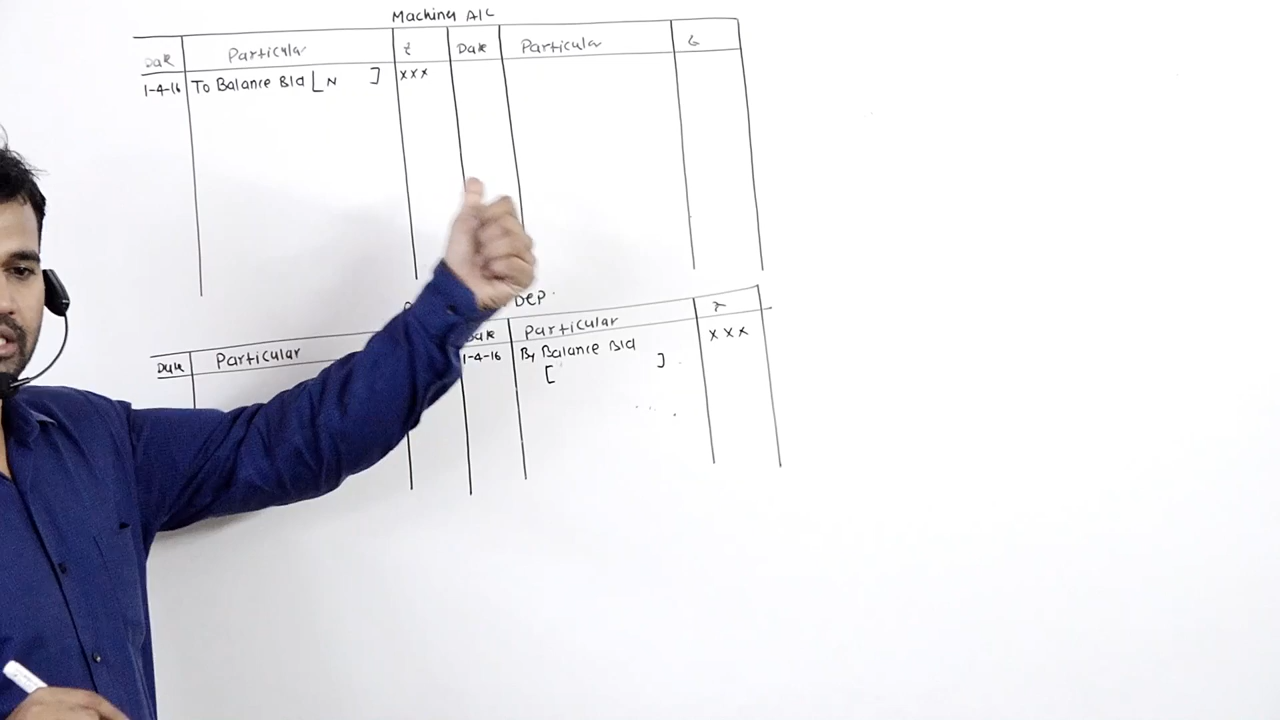 Machinery A/c
Date Particular ₹ Date Particular ₹
1-4-16 To Balance B/d [ N ] xxx
Dep
Date Particular Date Particular ₹
1-4-16 By Balance B/d xxx
[ ]